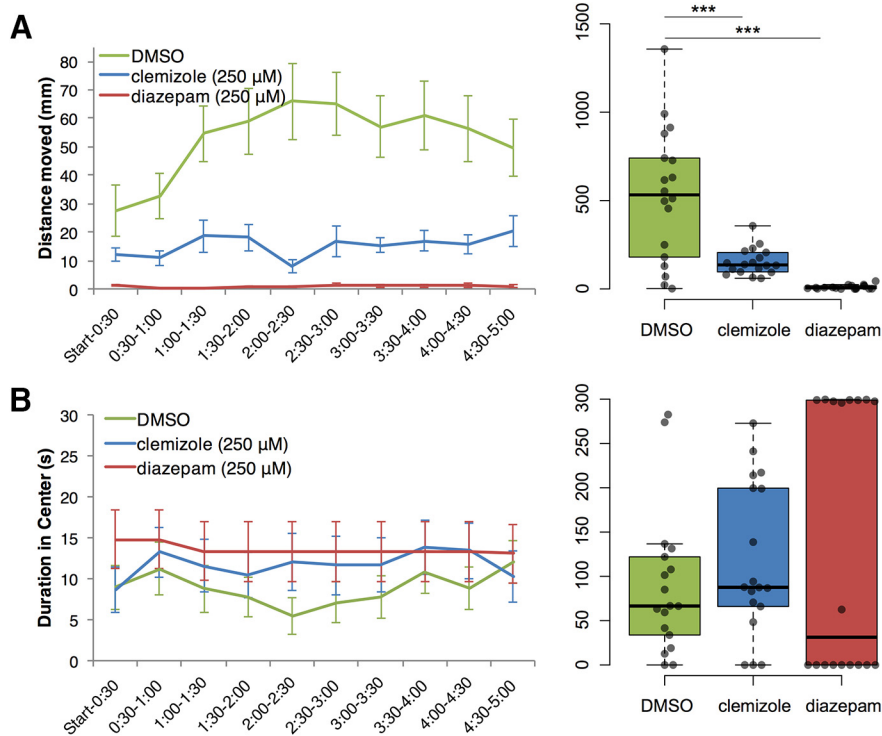 A
Distance moved (mm)
80
70
60
50
40
30
20
10
0
DMSO
clemizole (250 µM)
diazepam (250 µM)
Start-0:30
0:30-1:00
1:00-1:30
1:30-2:00
2:00-2:30
2:30-3:00
3:00-3:30
3:30-4:00
4:00-4:30
4:30-5:00
1500
1000
500
0
***
***
DMSO
clemizole
diazepam
B
Duration in Center (s)
30
25
20
15
10
5
0
DMSO
clemizole (250 µM)
diazepam (250 µM)
Start-0:30
0:30-1:00
1:00-1:30
1:30-2:00
2:00-2:30
2:30-3:00
3:00-3:30
3:30-4:00
4:00-4:30
4:30-5:00
300
250
200
150
100
50
0
DMSO
clemizole
diazepam